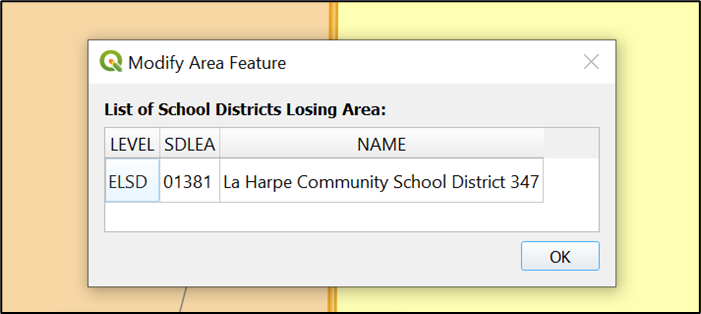 Modify Area Feature
List of School Districts Losing Area:
LEVEL SDLEA NAME
ELSD 01381 La Harpe Community School District 347
OK